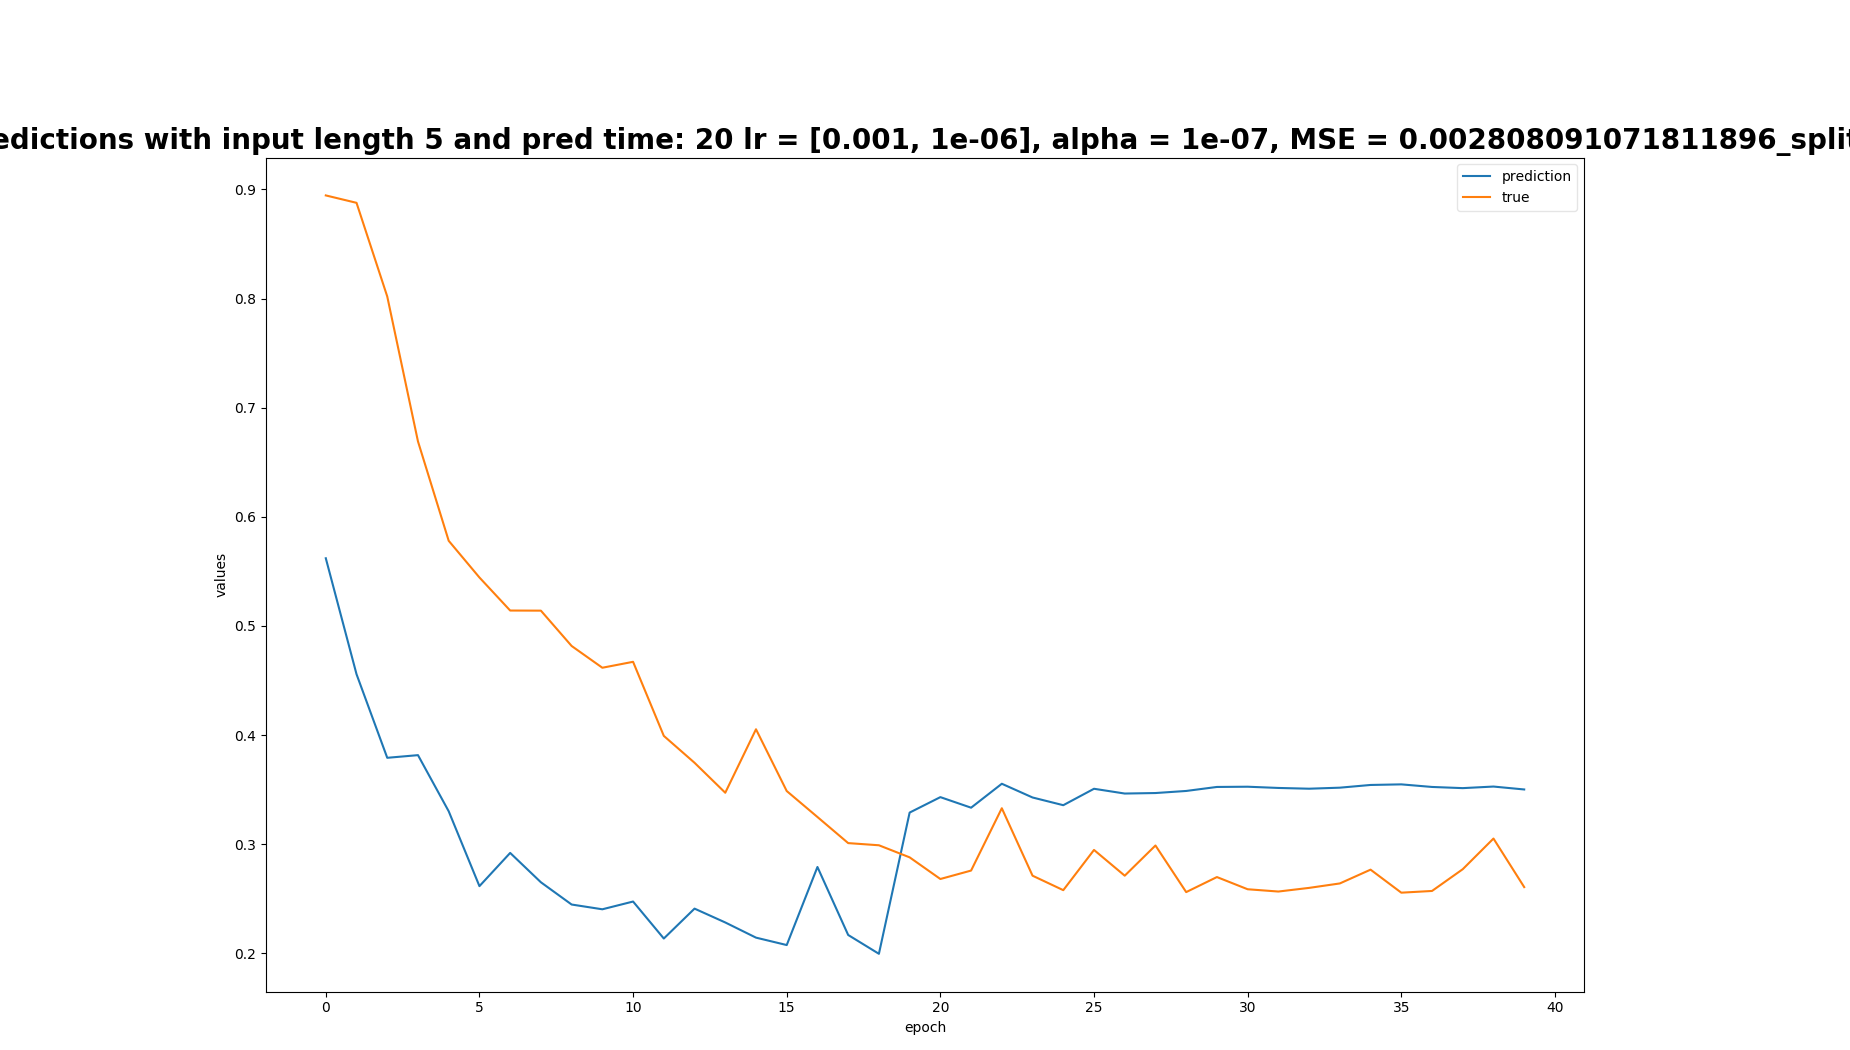 edictions with input length 5 and pred time: 20 lr = [0.001, 1e-06], alpha = 1e-07, MSE = 0.002808091071811896_split
prediction
true
0.9
0.8
0.7
0.6
0.5
0.4
0.3
0.2
values
0 5 10 15 20 25 30 35 40
epoch